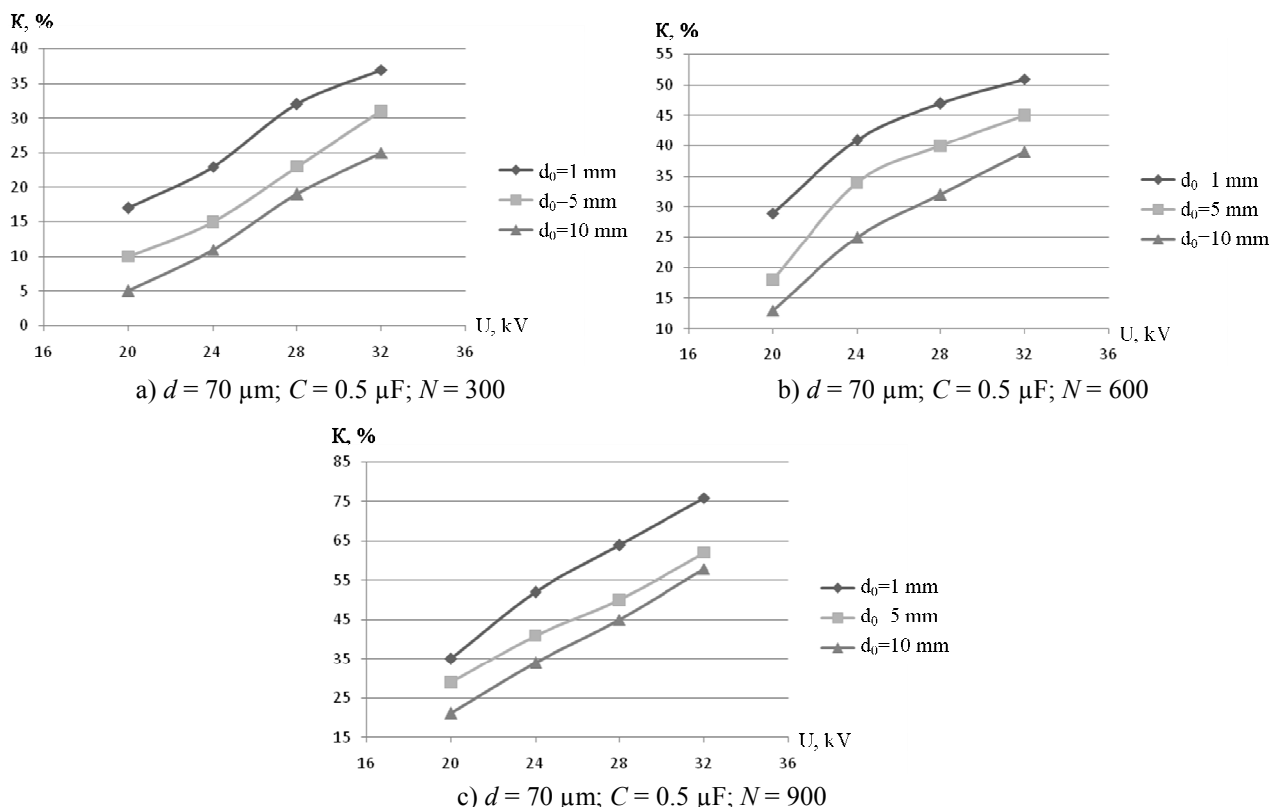 К, %
40
35
30
25
20
15
10
5
0
16 20 24 28 32 36
U, kV
d₀=1 mm
d₀−5 mm
d₀=10 mm
a) d = 70 µm; C = 0.5 µF; N = 300
К, %
55
50
45
40
35
30
25
20
15
10
16 20 24 28 32 36
U, kV
d₀ 1 mm
d₀=5 mm
d₀−10 mm
b) d = 70 µm; C = 0.5 µF; N = 600
К, %
85
75
65
55
45
35
25
15
16 20 24 28 32 36
U, kV
d₀=1 mm
d₀ 5 mm
d₀=10 mm
c) d = 70 µm; C = 0.5 µF; N = 900